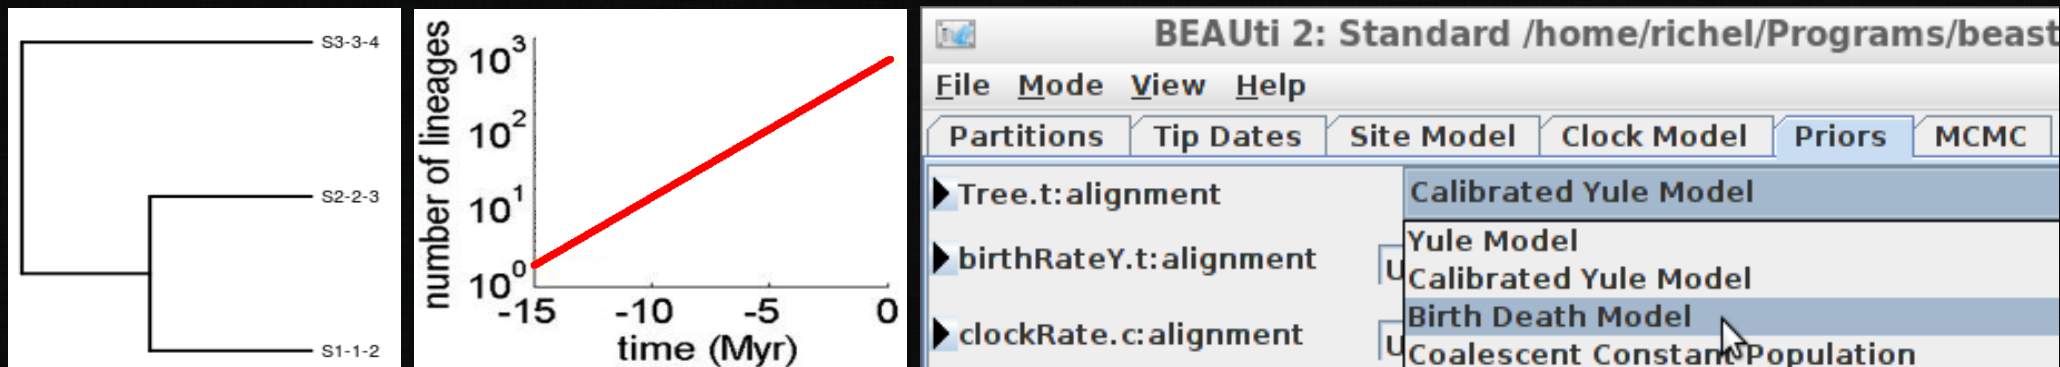 S3-3-4
S2-2-3
S1-1-2
number of lineages
10³
10²
10¹
10⁰
-15 -10 -5 0
time (Myr)
BEAUti 2: Standard /home/richel/Programs/beast
File Mode View Help
Partitions Tip Dates Site Model Clock Model Priors MCMC
Tree.t:alignment Calibrated Yule Model
Yule Model
birthRateY.t:alignment U
Calibrated Yule Model
Birth Death Model
clockRate.c:alignment U
Coalescent Constant Population